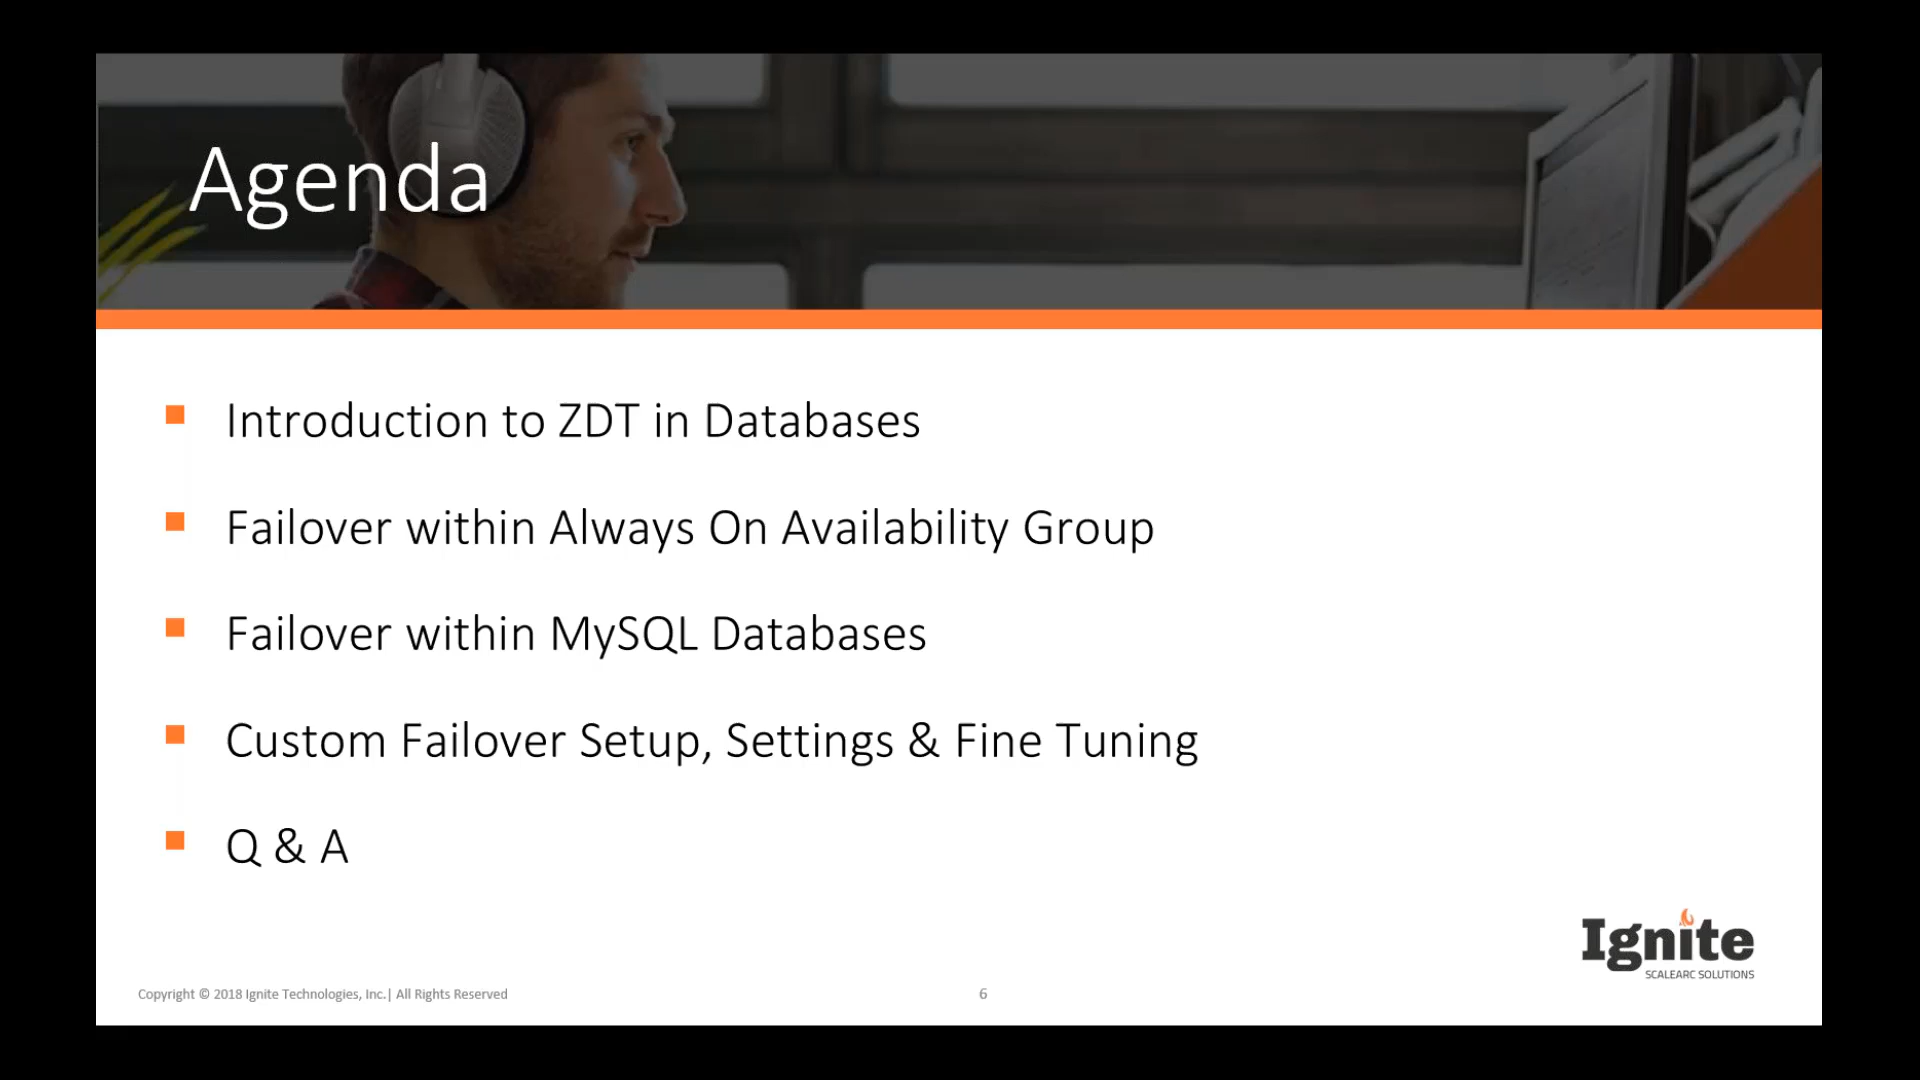 Agenda
Introduction to ZDT in Databases
Failover within Always On Availability Group
Failover within MySQL Databases
Custom Failover Setup, Settings & Fine Tuning
Q & A
Ignite
SCALEARC SOLUTIONS
Copyright © 2018 Ignite Technologies, Inc.| All Rights Reserved
6